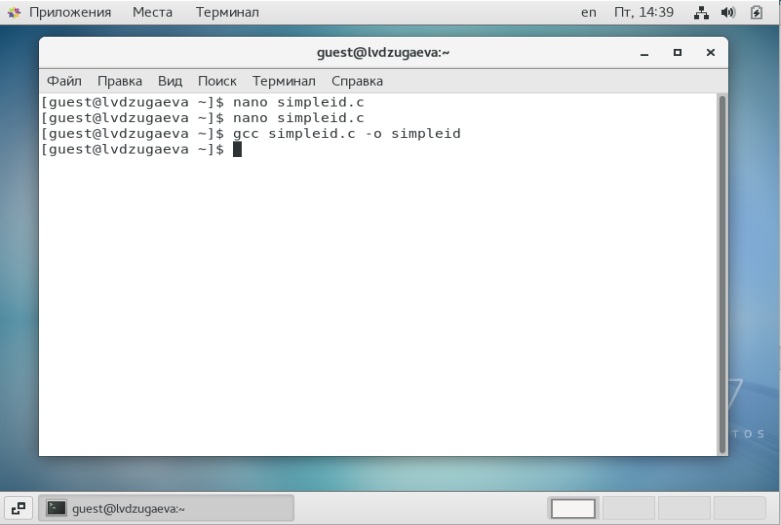 Приложения Места Терминал en Пт, 14:39
guest@lvdzugaeva:~
Файл Правка Вид Поиск Терминал Справка
[guest@lvdzugaeva ~]$ nano simpleid.c
[guest@lvdzugaeva ~]$ nano simpleid.c
[guest@lvdzugaeva ~]$ gcc simpleid.c -o simpleid
[guest@lvdzugaeva ~]$
7
TOS
guest@lvdzugaeva:~